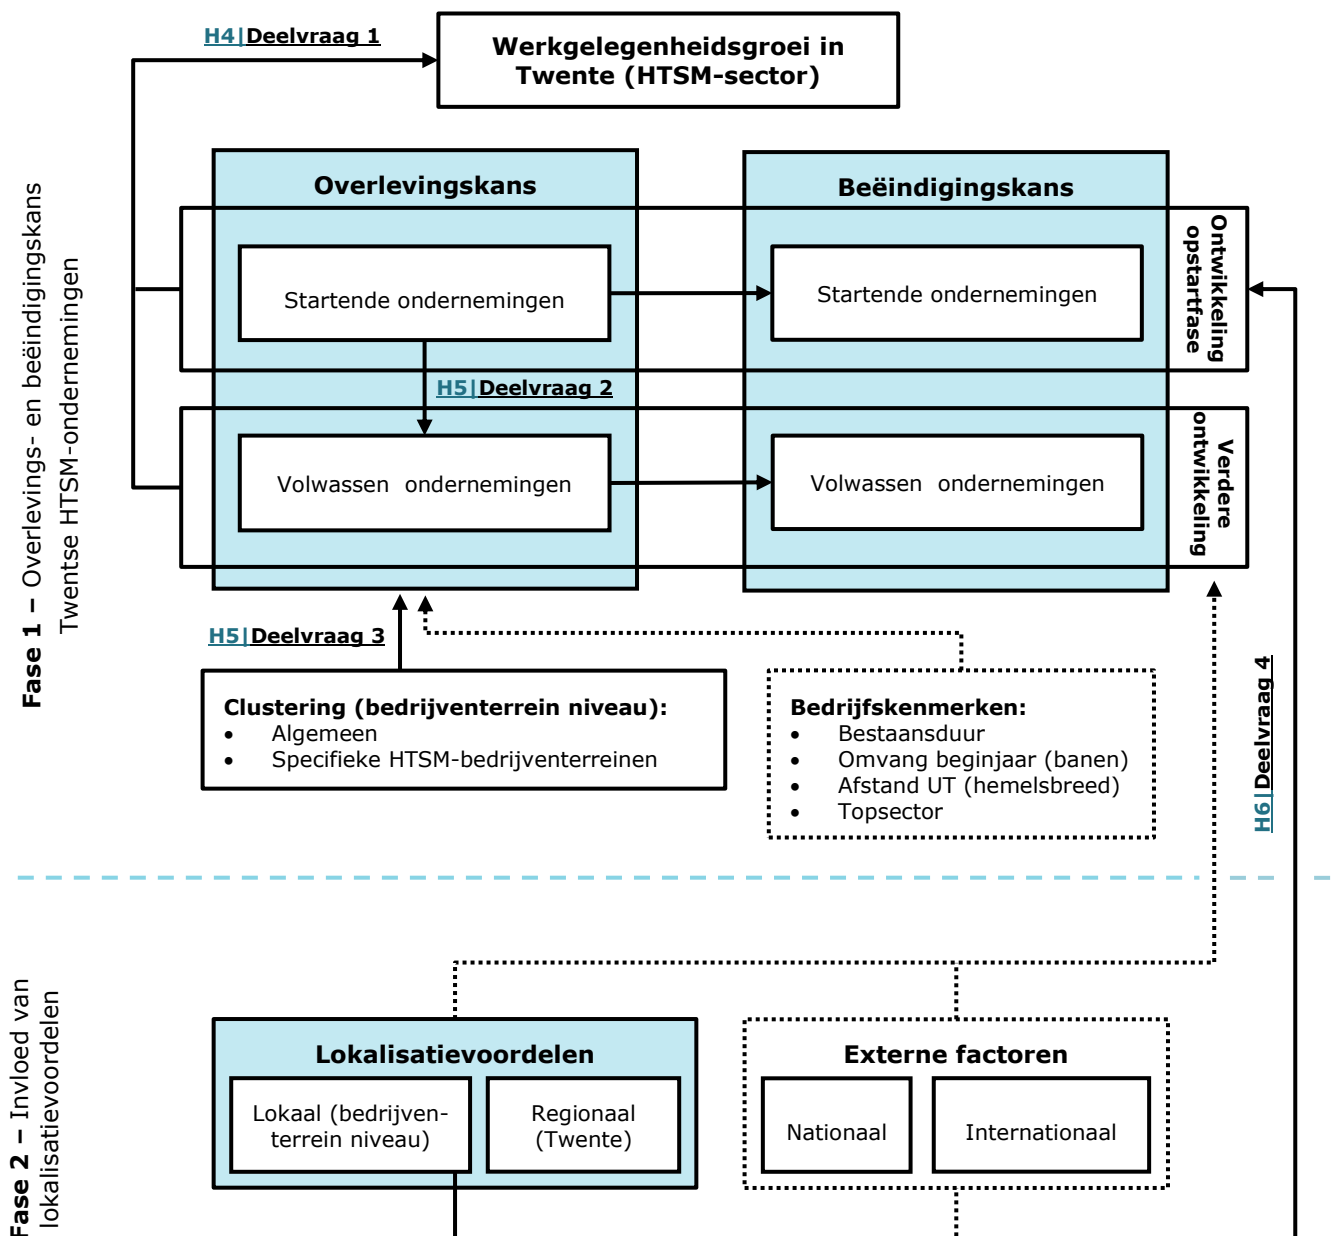 H4|Deelvraag 1
Werkgelegenheidsgroei in
Twente (HTSM-sector)
Fase 1 – Overlevings- en beëindigingskans
Twentse HTSM-ondernemingen
Overlevingskans
Beëindigingskans
Startende ondernemingen
Startende ondernemingen
Ontwikkeling
opstartfase
H5|Deelvraag 2
Volwassen ondernemingen
Volwassen ondernemingen
Verdere
ontwikkeling
H5|Deelvraag 3
Clustering (bedrijventerrein niveau):
• Algemeen
• Specifieke HTSM-bedrijventerreinen
Bedrijfskenmerken:
• Bestaansduur
• Omvang beginjaar (banen)
• Afstand UT (hemelsbreed)
• Topsector
H6|Deelvraag 4
Fase 2 – Invloed van
lokalisatievoordelen
Lokalisatievoordelen
Lokaal (bedrijven-
terrein niveau)
Regionaal
(Twente)
Externe factoren
Nationaal
Internationaal